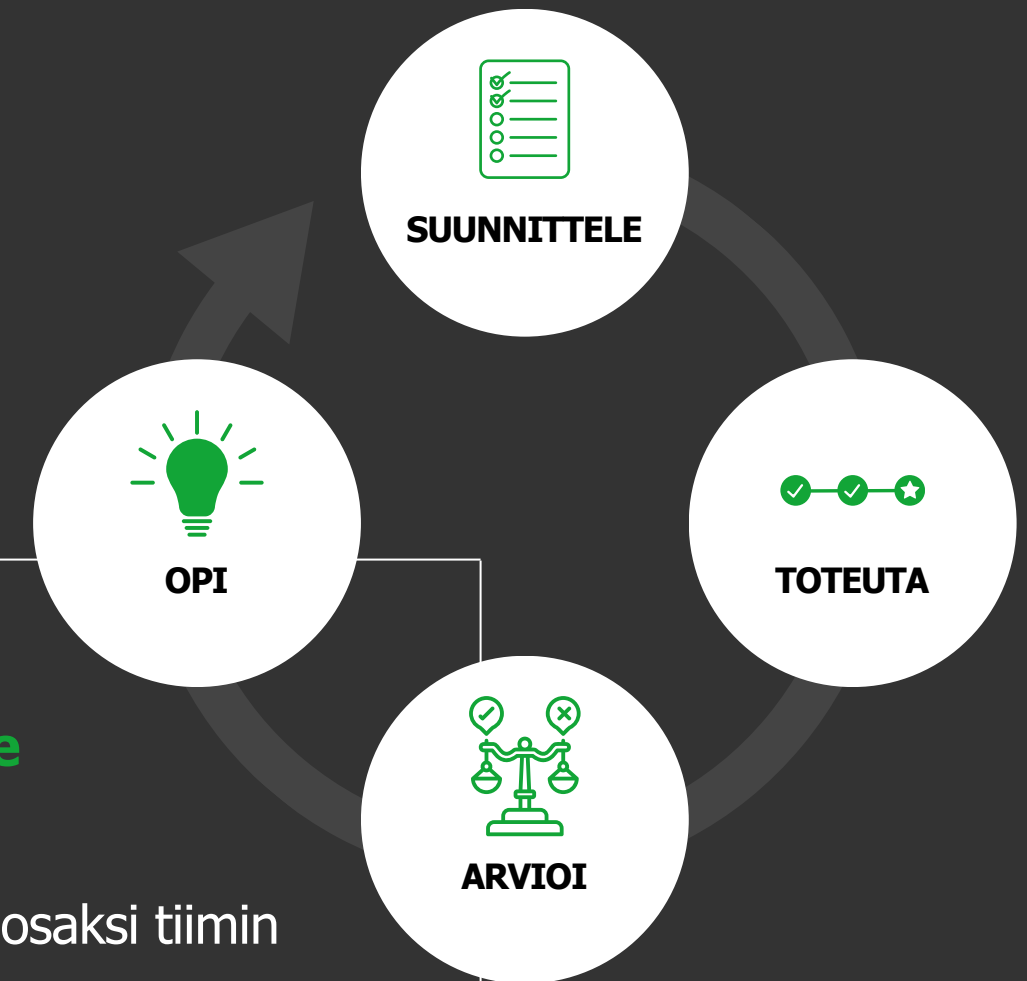 SUUNNITTELE
OPI
TOTEUTA
e
ARVIOI
osaksi tiimin